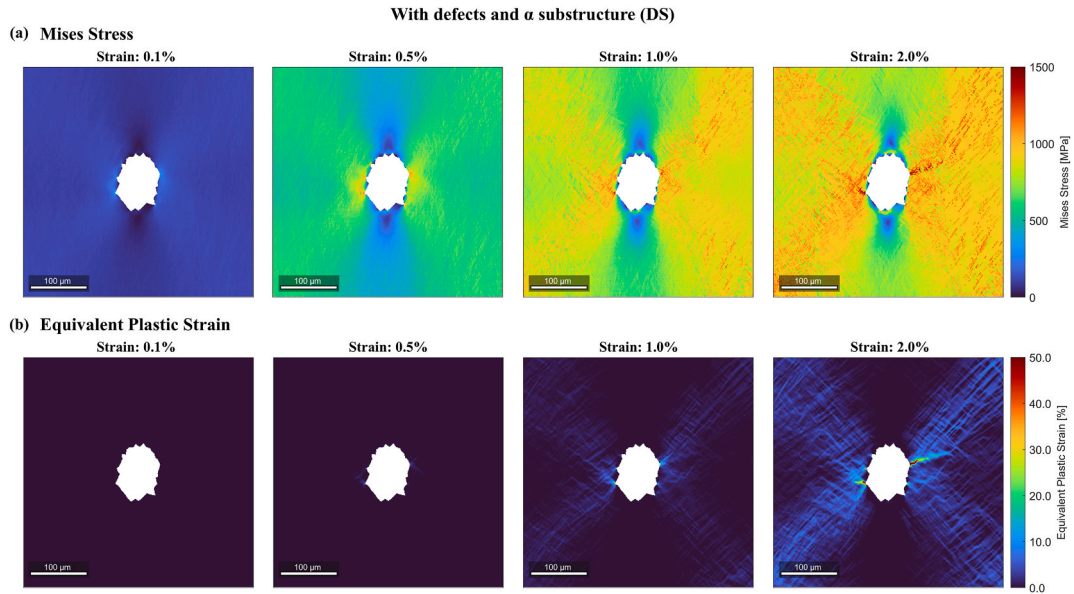 With defects and α substructure (DS)
(a) Mises Stress
Strain: 0.1%
Strain: 0.5%
Strain: 1.0%
Strain: 2.0%
100 μm
100 μm
100 μm
100 μm
1500
1000
500
0
Mises Stress [MPa]
(b) Equivalent Plastic Strain
Strain: 0.1%
Strain: 0.5%
Strain: 1.0%
Strain: 2.0%
100 μm
100 μm
100 μm
100 μm
50.0
40.0
30.0
20.0
10.0
0.0
Equivalent Plastic Strain [%]